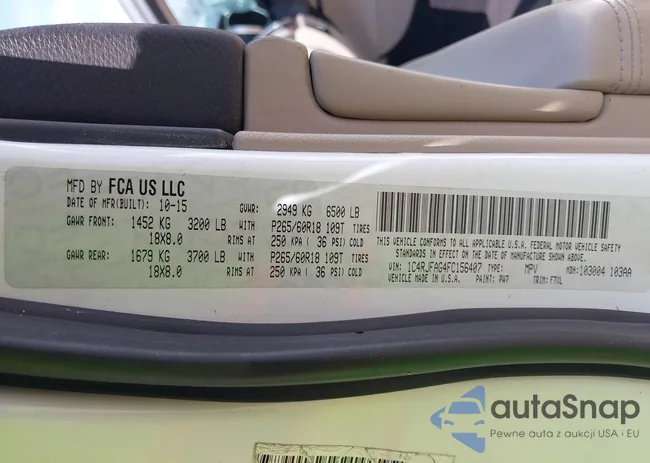 MFD BY FCA US LLC
DATE OF MFR(BUILT): 10-15 GVWR: 2949 KG 6500 LB
GAWR FRONT: 1452 KG 3200 LB WITH P265/60R18 109T TIRES
18X8.0 RIMS AT 250 KPA ( 36 PSI) COLD
GAWR REAR: 1679 KG 3700 LB WITH P265/60R18 109T TIRES
18X8.0 RIMS AT 250 KPA ( 36 PSI) COLD
THIS VEHICLE CONFORMS TO ALL APPLICABLE U.S.A. FEDERAL MOTOR VEHICLE SAFETY
STANDARDS IN EFFECT ON THE DATE OF MANUFACTURE SHOWN ABOVE.
VIN: 1C4RJFAG4FC156407 TYPE: MPV MDH: 103004 103AA
VEHICLE MADE IN U.S.A. PAINT: PW7 TRIM: F7XL
autaSnap
Pewne auta z aukcji USA i EU